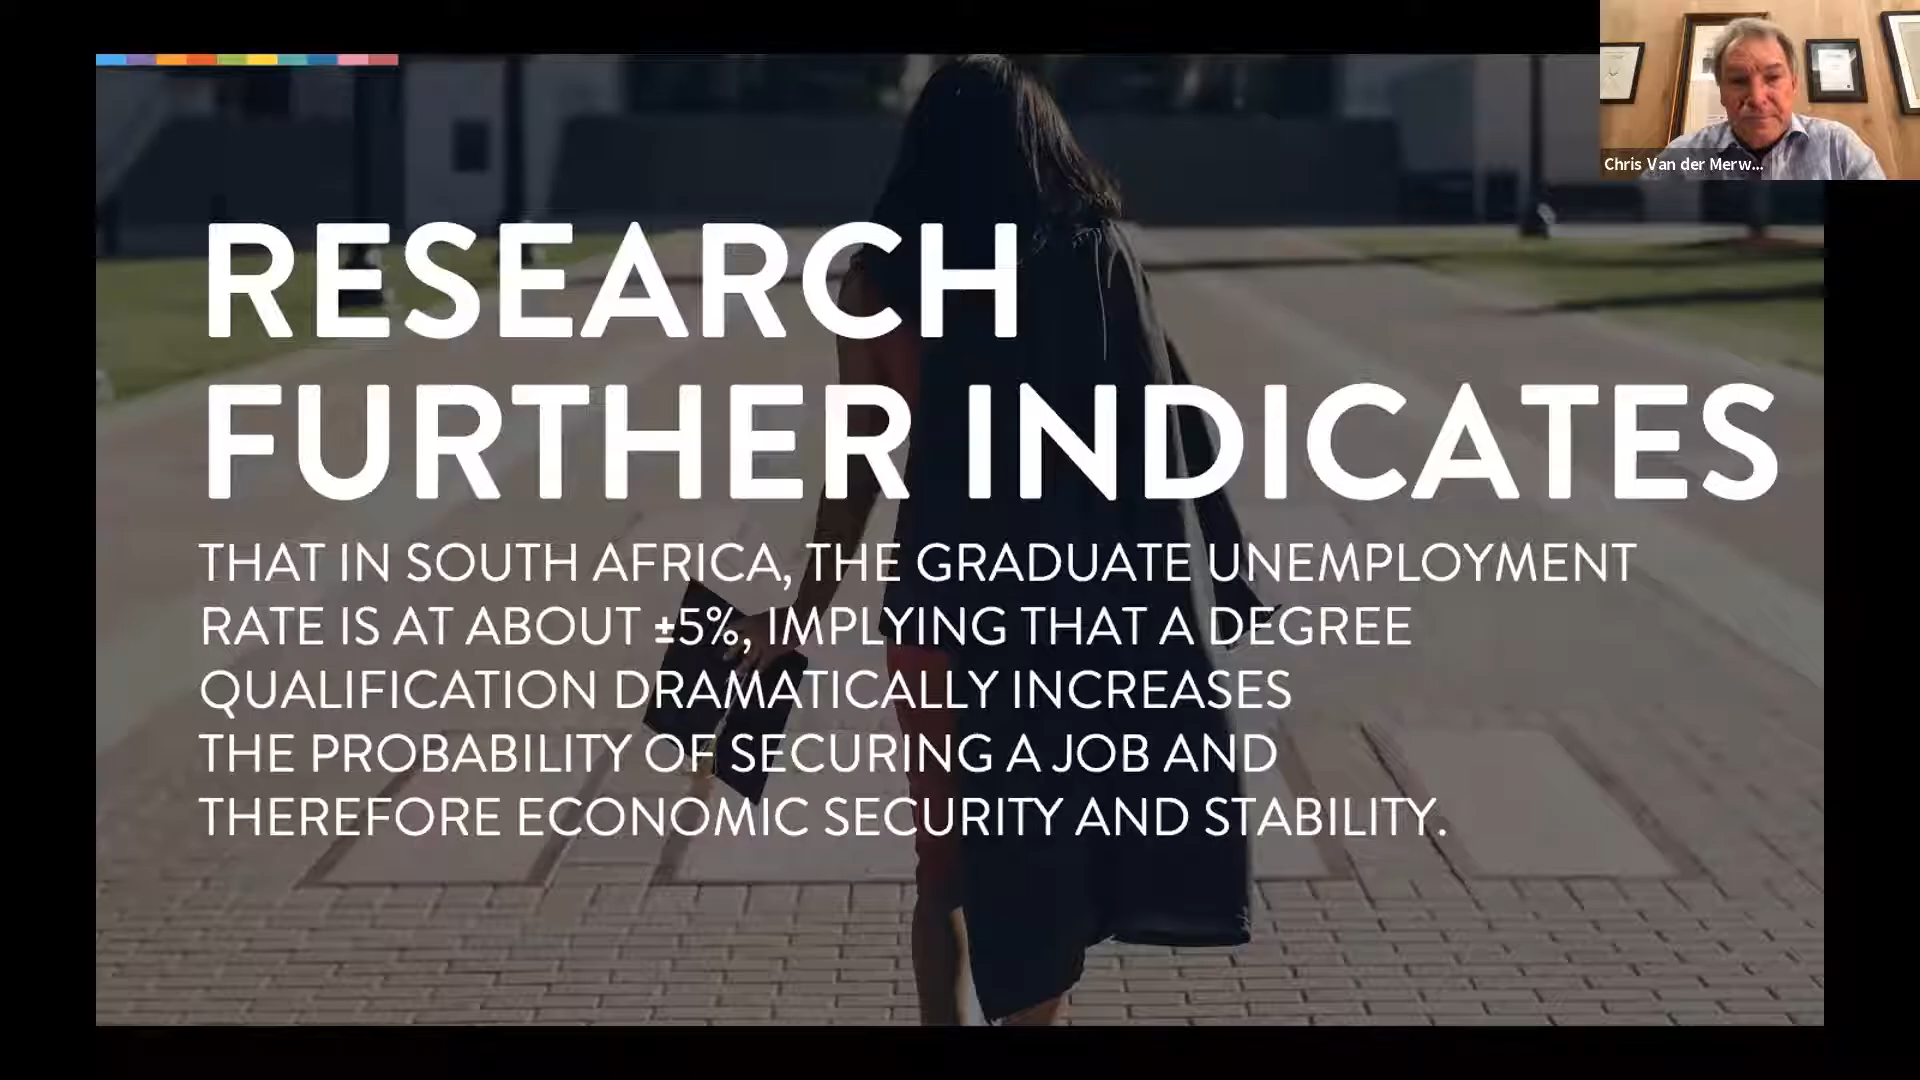 Chris Van der Merw...
RESEARCH
FURTHER INDICATES
THAT IN SOUTH AFRICA, THE GRADUATE UNEMPLOYMENT
RATE IS AT ABOUT ±5%, IMPLYING THAT A DEGREE
QUALIFICATION DRAMATICALLY INCREASES
THE PROBABILITY OF SECURING A JOB AND
THEREFORE ECONOMIC SECURITY AND STABILITY.